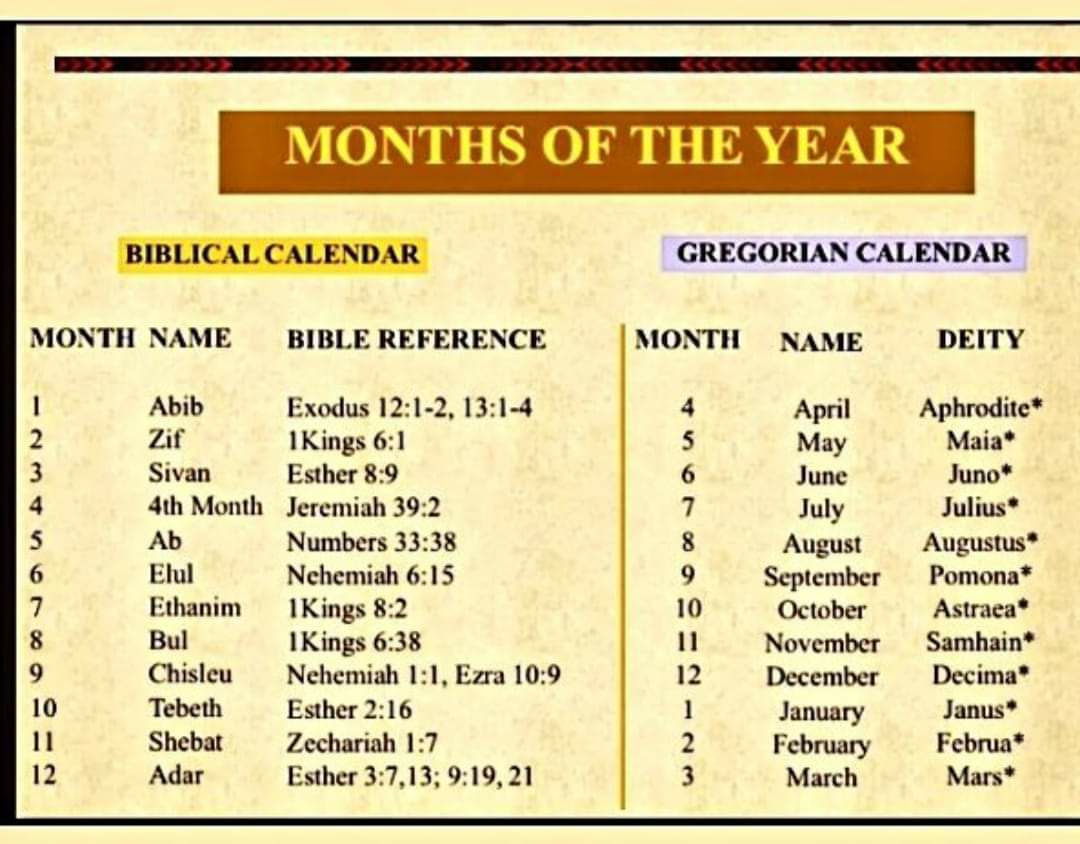 MONTHS OF THE YEAR
BIBLICAL CALENDAR GREGORIAN CALENDAR
MONTH NAME BIBLE REFERENCE MONTH NAME DEITY
1 Abib Exodus 12:1-2, 13:1-4 4 April Aphrodite*
2 Zif 1Kings 6:1 5 May Maia*
3 Sivan Esther 8:9 6 June Juno*
4 4th Month Jeremiah 39:2 7 July Julius*
5 Ab Numbers 33:38 8 August Augustus*
6 Elul Nehemiah 6:15 9 September Pomona*
7 Ethanim 1Kings 8:2 10 October Astraea*
8 Bul 1Kings 6:38 11 November Samhain*
9 Chisleu Nehemiah 1:1, Ezra 10:9 12 December Decima*
10 Tebeth Esther 2:16 1 January Janus*
11 Shebat Zechariah 1:7 2 February Februa*
12 Adar Esther 3:7,13; 9:19, 21 3 March Mars*